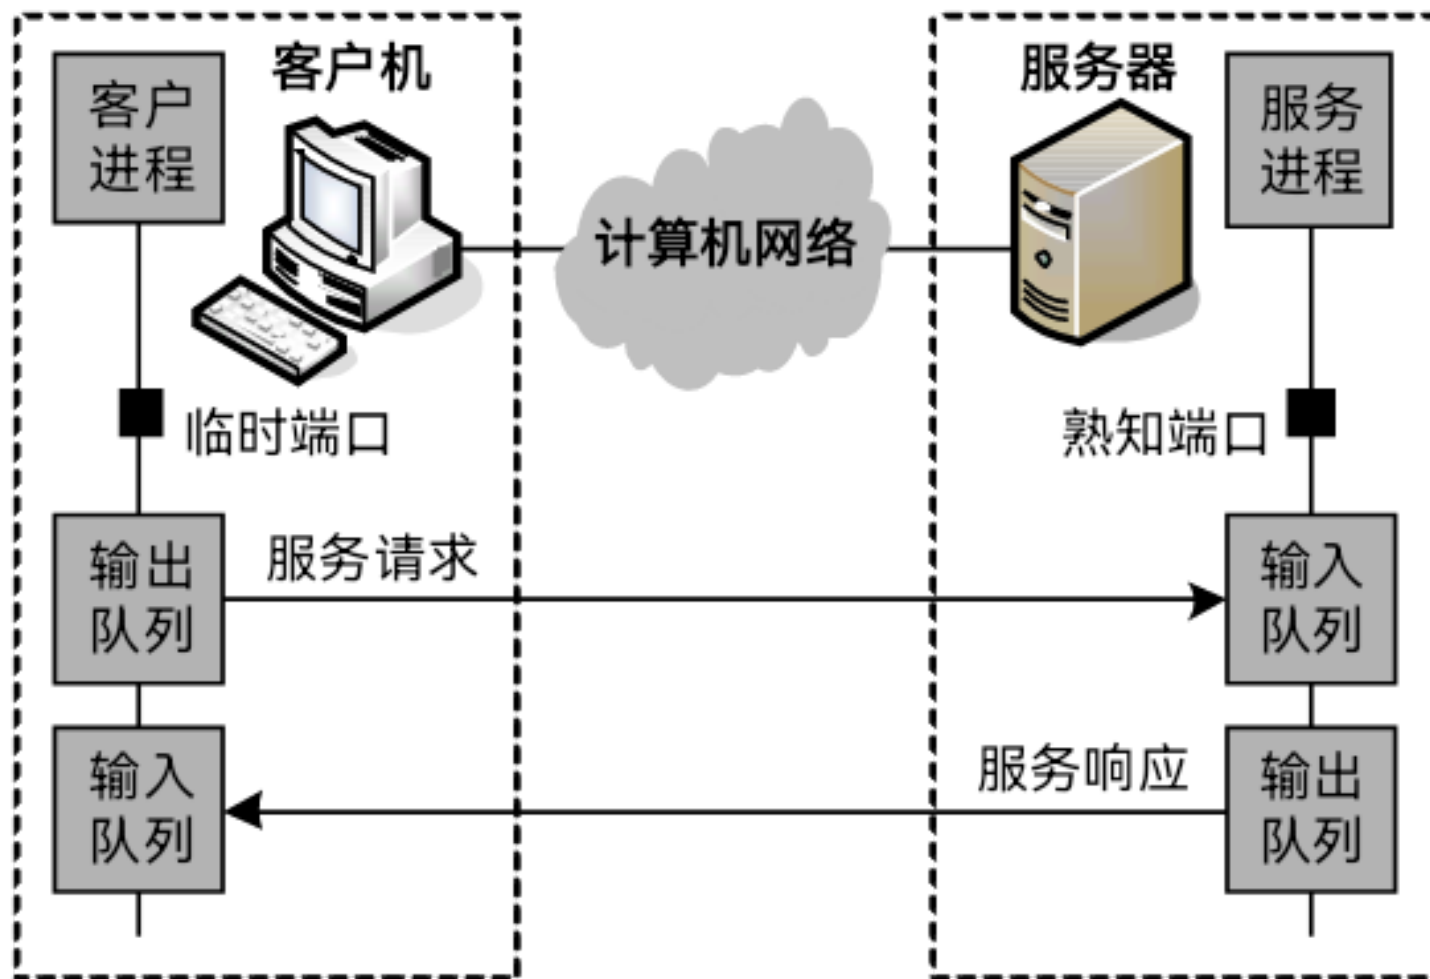 客户机
服务器
客户
进程
服务
进程
计算机网络
临时端口
熟知端口
输出
队列
服务请求
输入
队列
输入
队列
服务响应
输出
队列